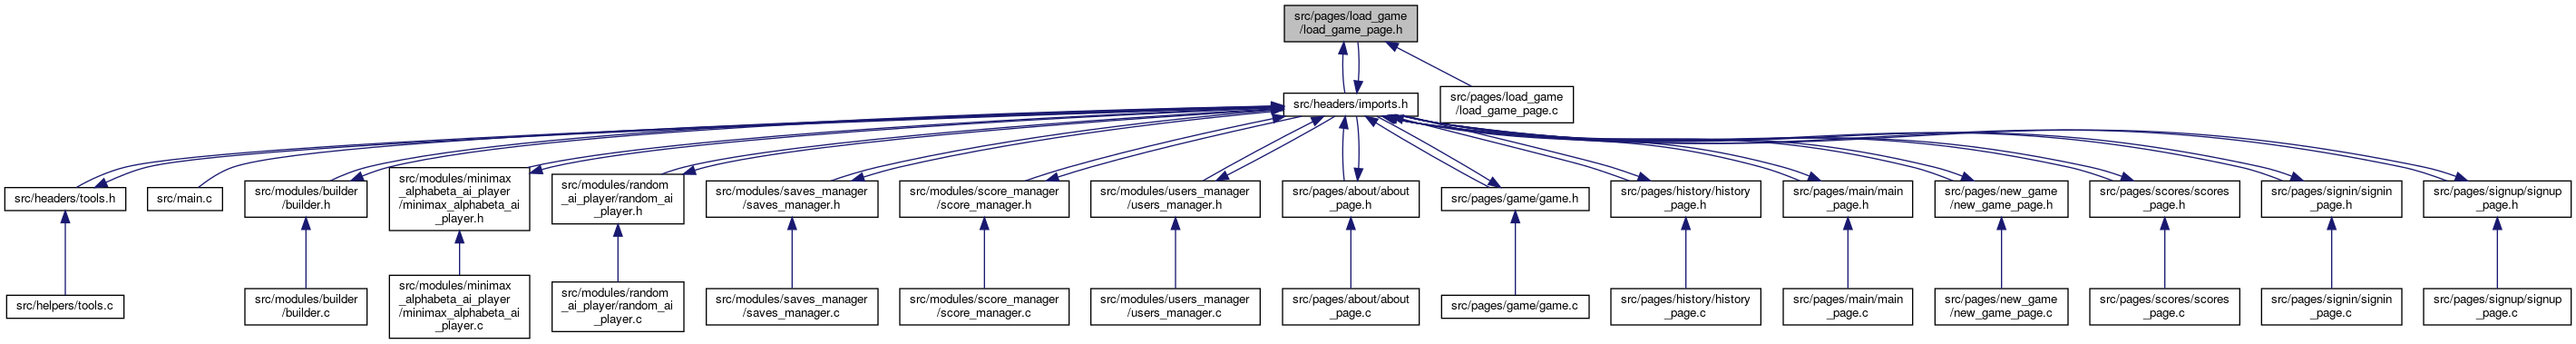 src/pages/load_game
/load_game_page.h
src/headers/imports.h
src/pages/load_game
/load_game_page.c
src/headers/tools.h
src/main.c
src/modules/builder
/builder.h
src/modules/minimax
_alphabeta_ai_player
/minimax_alphabeta_ai
_player.h
src/modules/random
_ai_player/random_ai
_player.h
src/modules/saves_manager
/saves_manager.h
src/modules/score_manager
/score_manager.h
src/modules/users_manager
/users_manager.h
src/pages/about/about
_page.h
src/pages/game/game.h
src/pages/history/history
_page.h
src/pages/main/main
_page.h
src/pages/new_game
/new_game_page.h
src/pages/scores/scores
_page.h
src/pages/signin/signin
_page.h
src/pages/signup/signup
_page.h
src/helpers/tools.c
src/modules/builder
/builder.c
src/modules/minimax
_alphabeta_ai_player
/minimax_alphabeta_ai
_player.c
src/modules/random
_ai_player/random_ai
_player.c
src/modules/saves_manager
/saves_manager.c
src/modules/score_manager
/score_manager.c
src/modules/users_manager
/users_manager.c
src/pages/about/about
_page.c
src/pages/game/game.c
src/pages/history/history
_page.c
src/pages/main/main
_page.c
src/pages/new_game
/new_game_page.c
src/pages/scores/scores
_page.c
src/pages/signin/signin
_page.c
src/pages/signup/signup
_page.c